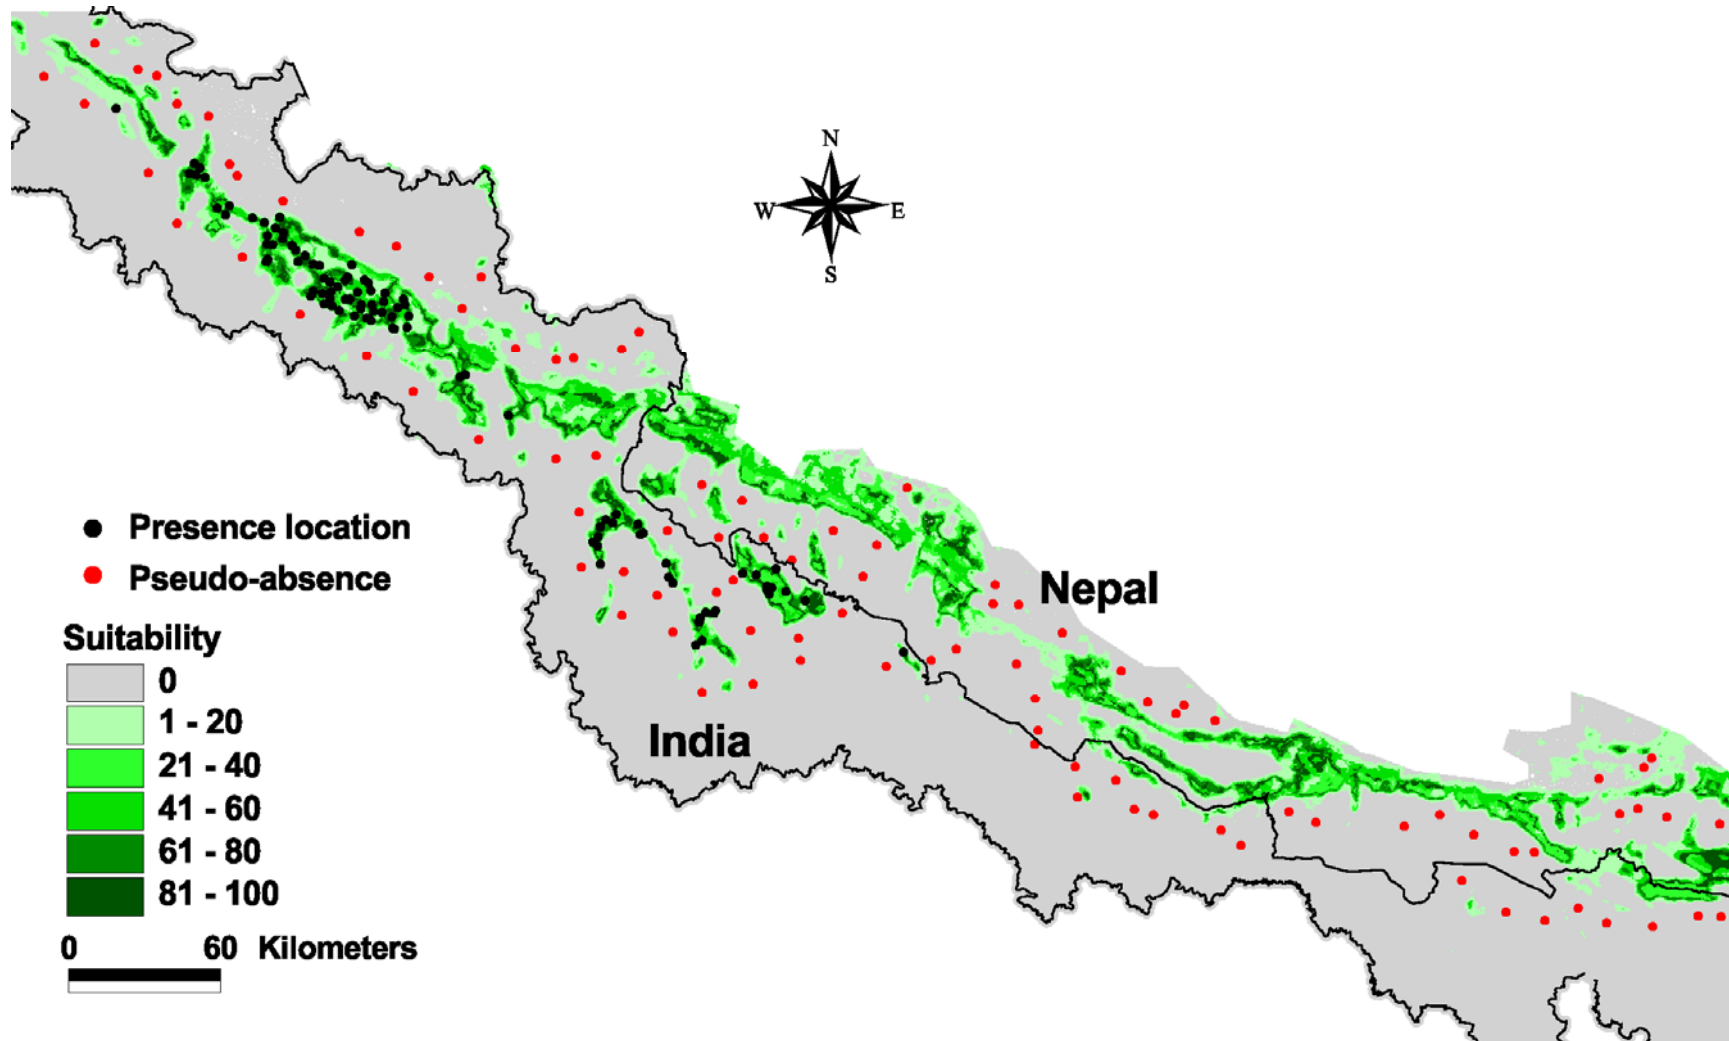 N
W E
S
Presence location
Pseudo-absence
Nepal
Suitability
0
1 - 20
India
21 - 40
41 - 60
61 - 80
81 - 100
0 60 Kilometers